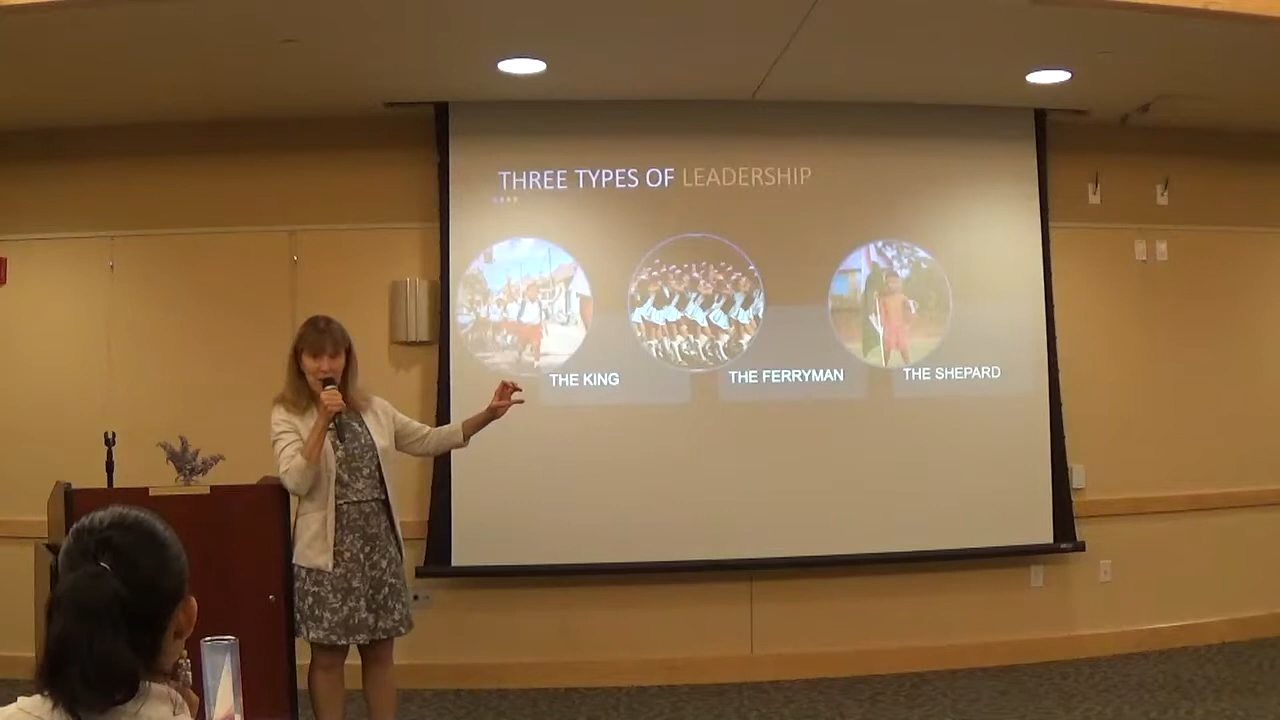 THREE TYPES OF LEADERSHIP
THE KING
THE FERRYMAN
THE SHEPARD